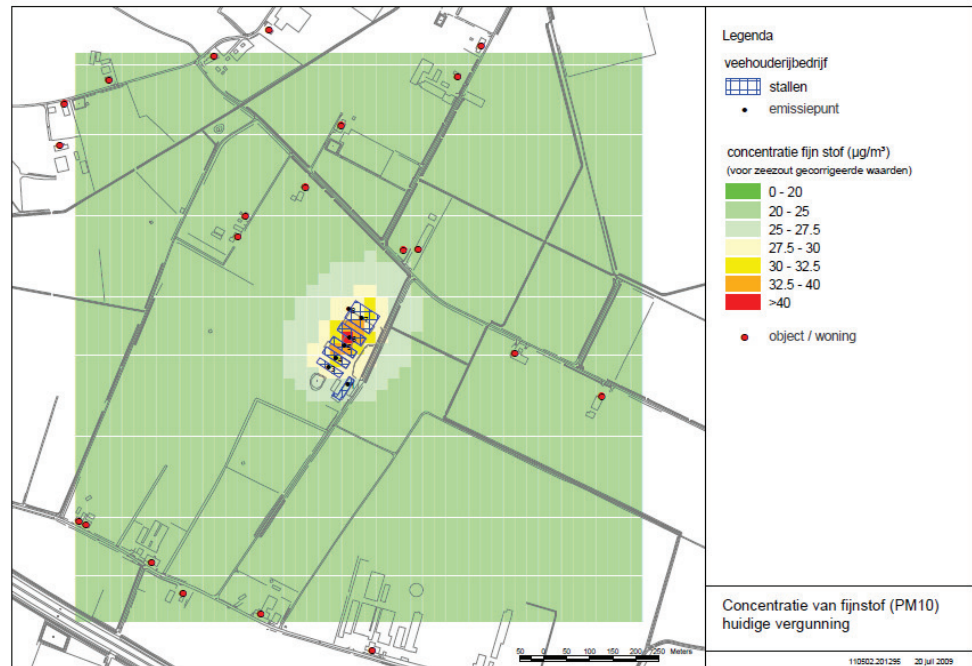 Legenda
veehouderijbedrijf
stallen
emissiepunt
concentratie fijn stof (µg/m³)
(voor zeezout gecorrigeerde waarden)
0 - 20
20 - 25
25 - 27.5
27.5 - 30
30 - 32.5
32.5 - 40
>40
object / woning
50 0 50 100 150 200 250 Meters
Concentratie van fijnstof (PM10)
huidige vergunning
110502.201295 20 juli 2009